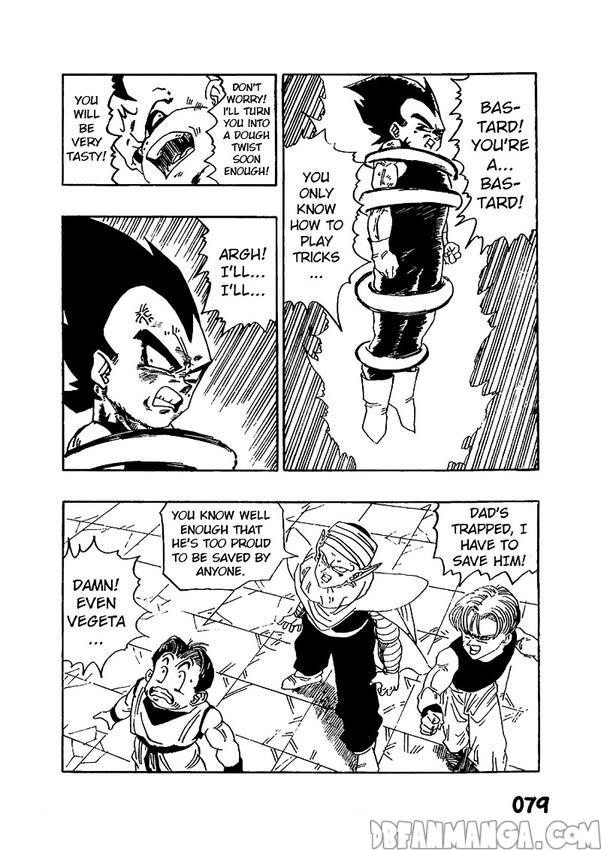 BAS-
TARD!
YOU'RE
A...
BAS-
TARD!
YOU
ONLY
KNOW
HOW TO
PLAY
TRICKS
...
DON'T
WORRY!
I'LL TURN
YOU INTO
A DOUGH
TWIST
SOON
ENOUGH!
YOU
WILL
BE
VERY
TASTY!
ARGH!
I'LL...
I'LL...
DAD'S
TRAPPED, I
HAVE TO
SAVE HIM!
YOU KNOW WELL
ENOUGH THAT
HE'S TOO PROUD
TO BE SAVED BY
ANYONE.
DAMN!
EVEN
VEGETA
...
079
DBFANMANGA.COM